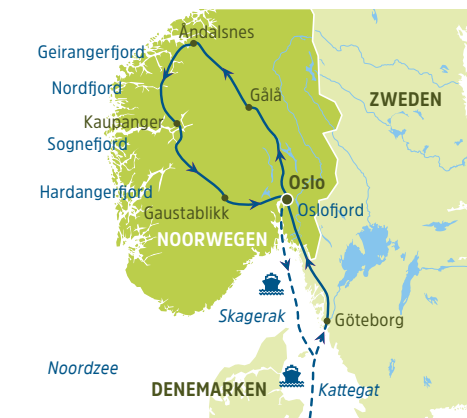 Åndalsnes
Geirangerfjord
Nordfjord
Gålå
ZWEDEN
Kaupanger
Sognefjord
Hardangerfjord
Oslo
Gaustablikk
Oslofjord
NOORWEGEN
Skagerak
Göteborg
Noordzee
DENEMARKEN
Kattegat